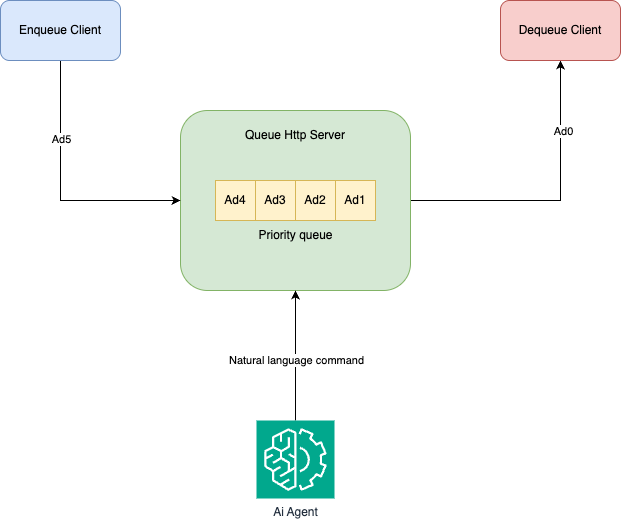 Enqueue Client
Dequeue Client
Ad5
Ad0
Queue Http Server
Ad4 Ad3 Ad2 Ad1
Priority queue
Natural language command
Ai Agent